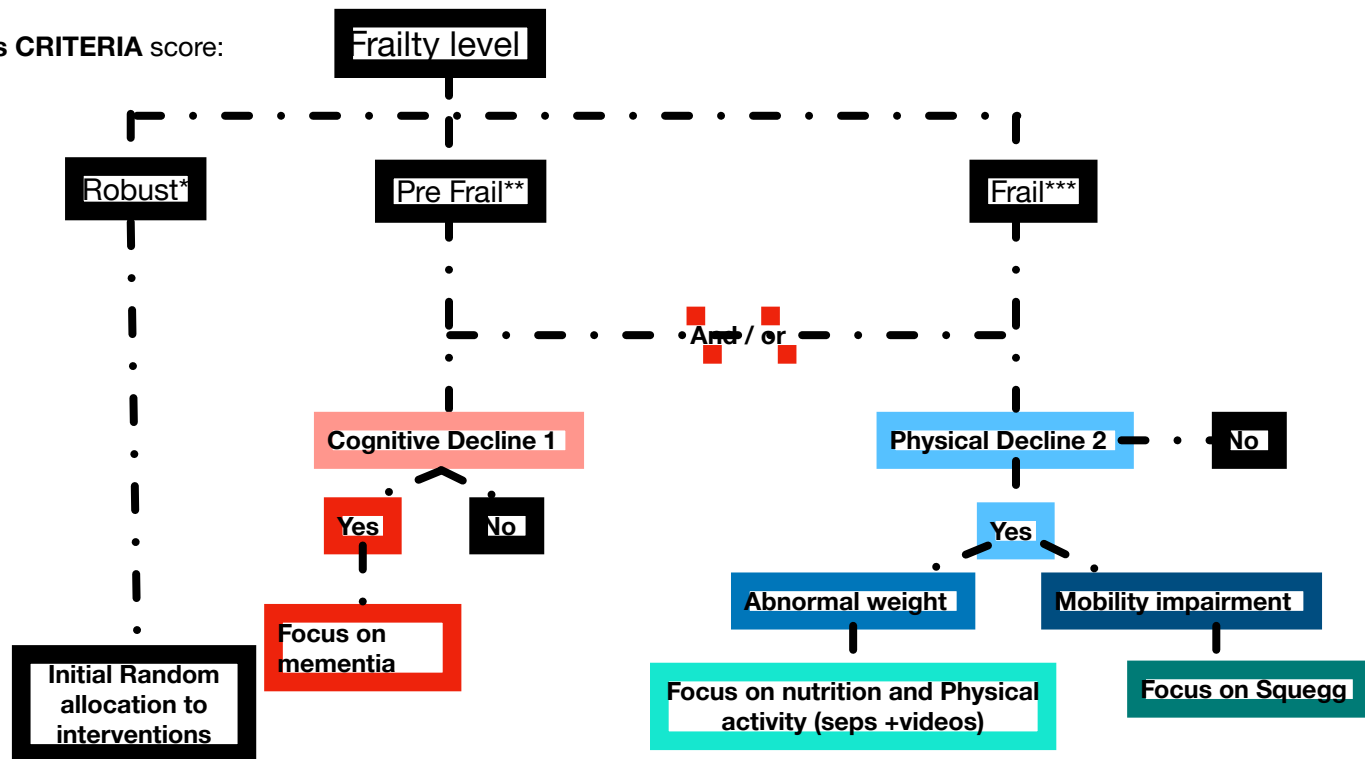 s CRITERIA score:
Frailty level
Robust*
Pre Frail**
Frail***
And / or
Cognitive Decline 1
Physical Decline 2
No
Yes
No
Yes
Abnormal weight
Mobility impairment
Focus on
mementia
Initial Random
allocation to
interventions
Focus on nutrition and Physical
activity (seps +videos)
Focus on Squegg